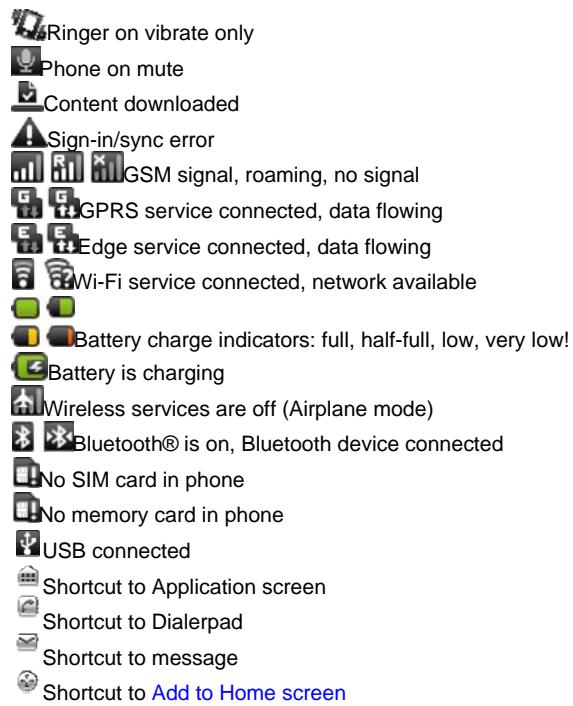 Ringer on vibrate only
Phone on mute
Content downloaded
Sign-in/sync error
GSM signal, roaming, no signal
GPRS service connected, data flowing
Edge service connected, data flowing
Wi-Fi service connected, network available
Battery charge indicators: full, half-full, low, very low!
Battery is charging
Wireless services are off (Airplane mode)
Bluetooth® is on, Bluetooth device connected
No SIM card in phone
No memory card in phone
USB connected
Shortcut to Application screen
Shortcut to Dialerpad
Shortcut to message
Shortcut to Add to Home screen